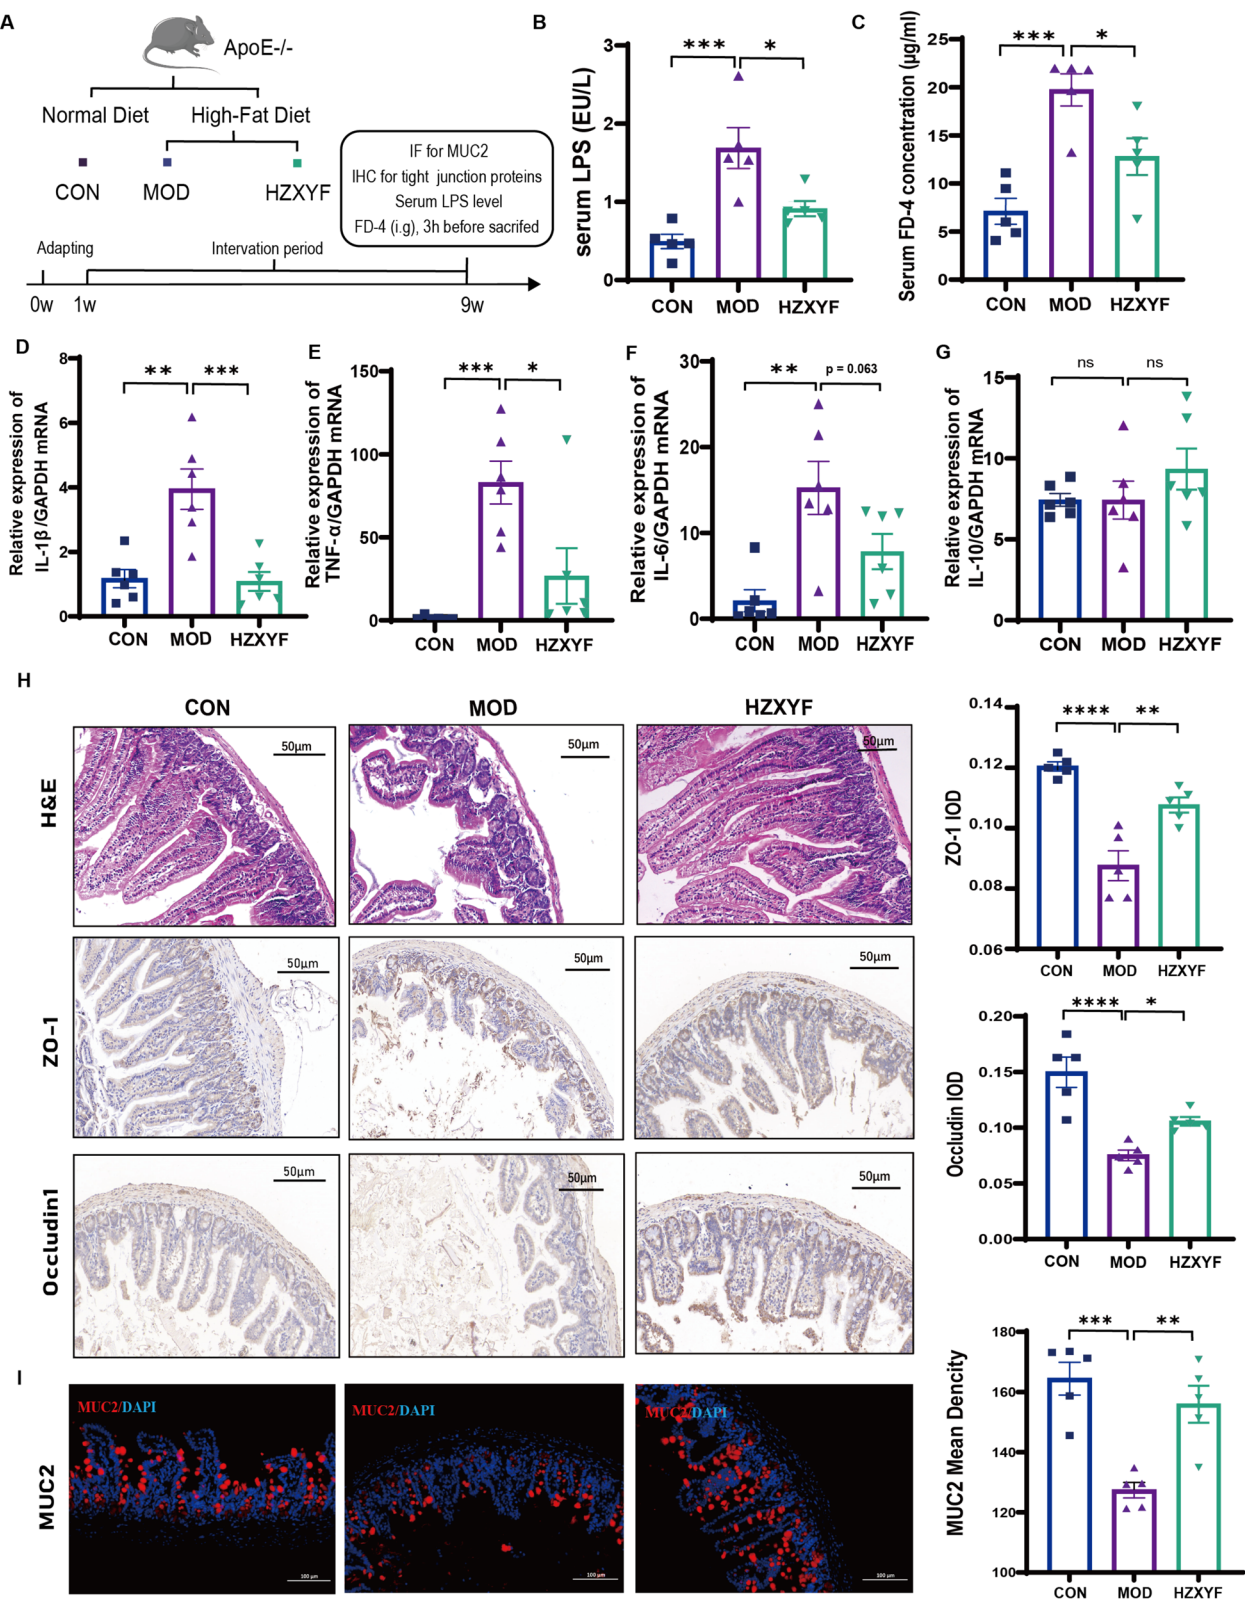 A
ApoE-/-
Normal Diet
High-Fat Diet
CON
MOD
HZXYF
IF for MUC2
IHC for tight junction proteins
Serum LPS level
FD-4 (i.g), 3h before sacrifed
Adapting
Intervation period
0w
1w
9w
B
serum LPS (EU/L)
3
2
1
0
***
*
CON
MOD
HZXYF
C
Serum FD-4 concentration (μg/ml)
25
20
15
10
5
0
***
*
CON
MOD
HZXYF
D
Relative expression of
IL-1β/GAPDH mRNA
8
6
4
2
0
**
***
CON
MOD
HZXYF
E
Relative expression of
TNF-α/GAPDH mRNA
150
100
50
0
***
*
CON
MOD
HZXYF
F
Relative expression of
IL-6/GAPDH mRNA
30
20
10
0
**
p = 0.063
CON
MOD
HZXYF
G
Relative expression of
IL-10/GAPDH mRNA
15
10
5
0
ns
ns
CON
MOD
HZXYF
H
CON
MOD
HZXYF
H&E
50μm
50μm
50μm
ZO-1
50μm
50μm
50μm
Occludin1
50μm
50μm
50μm
ZO-1 IOD
0.14
0.12
0.10
0.08
0.06
****
**
CON
MOD
HZXYF
Occludin IOD
0.20
0.15
0.10
0.05
0.00
****
*
CON
MOD
HZXYF
I
MUC2
MUC2/DAPI
100 μm
MUC2/DAPI
100 μm
MUC2/DAPI
100 μm
MUC2 Mean Dencity
180
160
140
120
100
***
**
CON
MOD
HZXYF